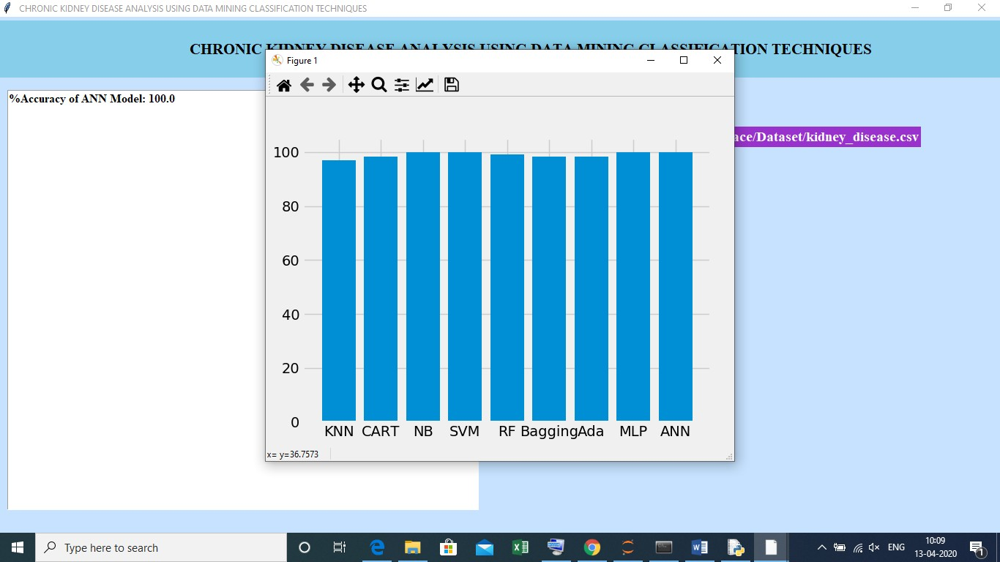 CHRONIC KIDNEY DISEASE ANALYSIS USING DATA MINING CLASSIFICATION TECHNIQUES
CHRONIC KIDNEY DISEASE ANALYSIS USING DATA MINING CLASSIFICATION TECHNIQUES
Figure 1
%Accuracy of ANN Model: 100.0
ace/Dataset/kidney_disease.csv
100
80
60
40
20
0
KNN CART NB SVM RF Bagging Ada MLP ANN
x= y=36.7573
Type here to search
ENG
10:09
13-04-2020
1